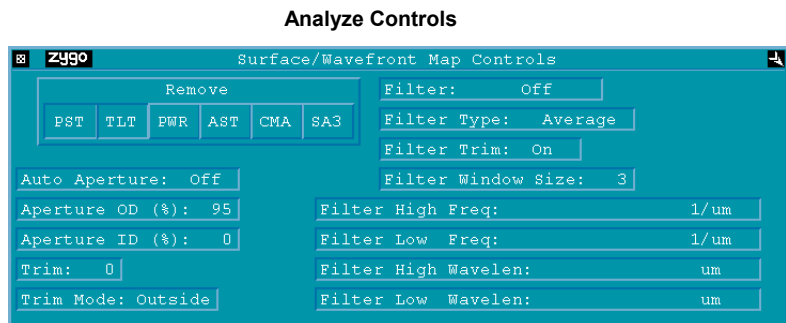 Analyze Controls
zygo Surface/Wavefront Map Controls
Remove
PST TLT PWR AST CMA SA3
Filter: Off
Filter Type: Average
Filter Trim: On
Filter Window Size: 3
Auto Aperture: Off
Aperture OD (%): 95
Aperture ID (%): 0
Trim: 0
Trim Mode: Outside
Filter High Freq: 1/um
Filter Low Freq: 1/um
Filter High Wavelen: um
Filter Low Wavelen: um